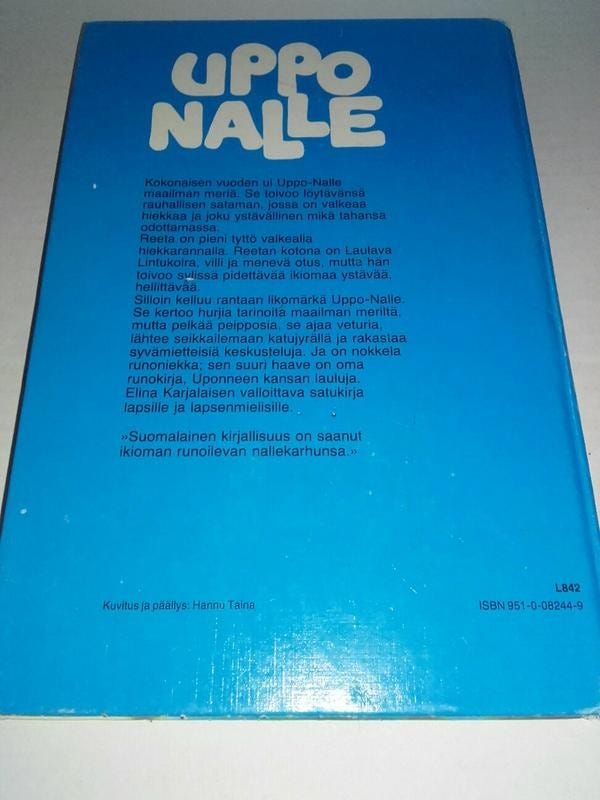 UPPO
NALLE
Kokonaisen vuoden ui Uppo-Nalle
maailman meriä. Se toivoo löytävänsä
rauhallisen sataman, jossa on valkeaa
hiekkaa ja joku ystävällinen mikä tahansa
odottamassa.
Reeta on pieni tyttö valkealla
hiekkarannalla. Reetan kotona on Laulava
Lintukoira, villi ja menevä otus, mutta hän
toivoo sylissä pidettävää ikiomaa ystävää,
hellittävää.
Silloin kelluu rantaan likomärkä Uppo-Nalle.
Se kertoo hurjia tarinoita maailman meriltä,
mutta pelkää peipposia, se ajaa veturia,
lähtee seikkailemaan katujyrällä ja rakastaa
syvämietteisiä keskusteluja. Ja on nokkela
runoniekka; sen suuri haave on oma
runokirja, Uponneen kansan lauluja.
Elina Karjalaisen valloittava satukirja
lapsille ja lapsenmielisille.
»Suomalainen kirjallisuus on saanut
ikioman runoilevan nallekarhunsa.»
L842
Kuvitus ja päällys: Hannu Taina
ISBN 951-0-08244-9